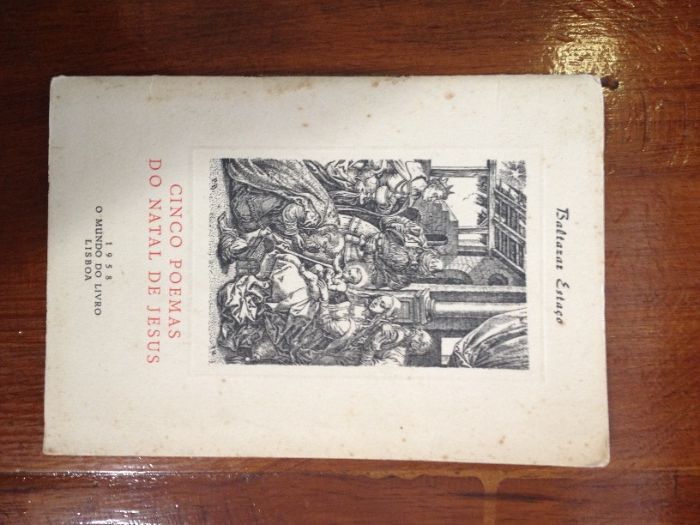 Baltazar Estaço
CINCO POEMAS
DO NATAL DE JESUS
1958
O MUNDO DO LIVRO
LISBOA